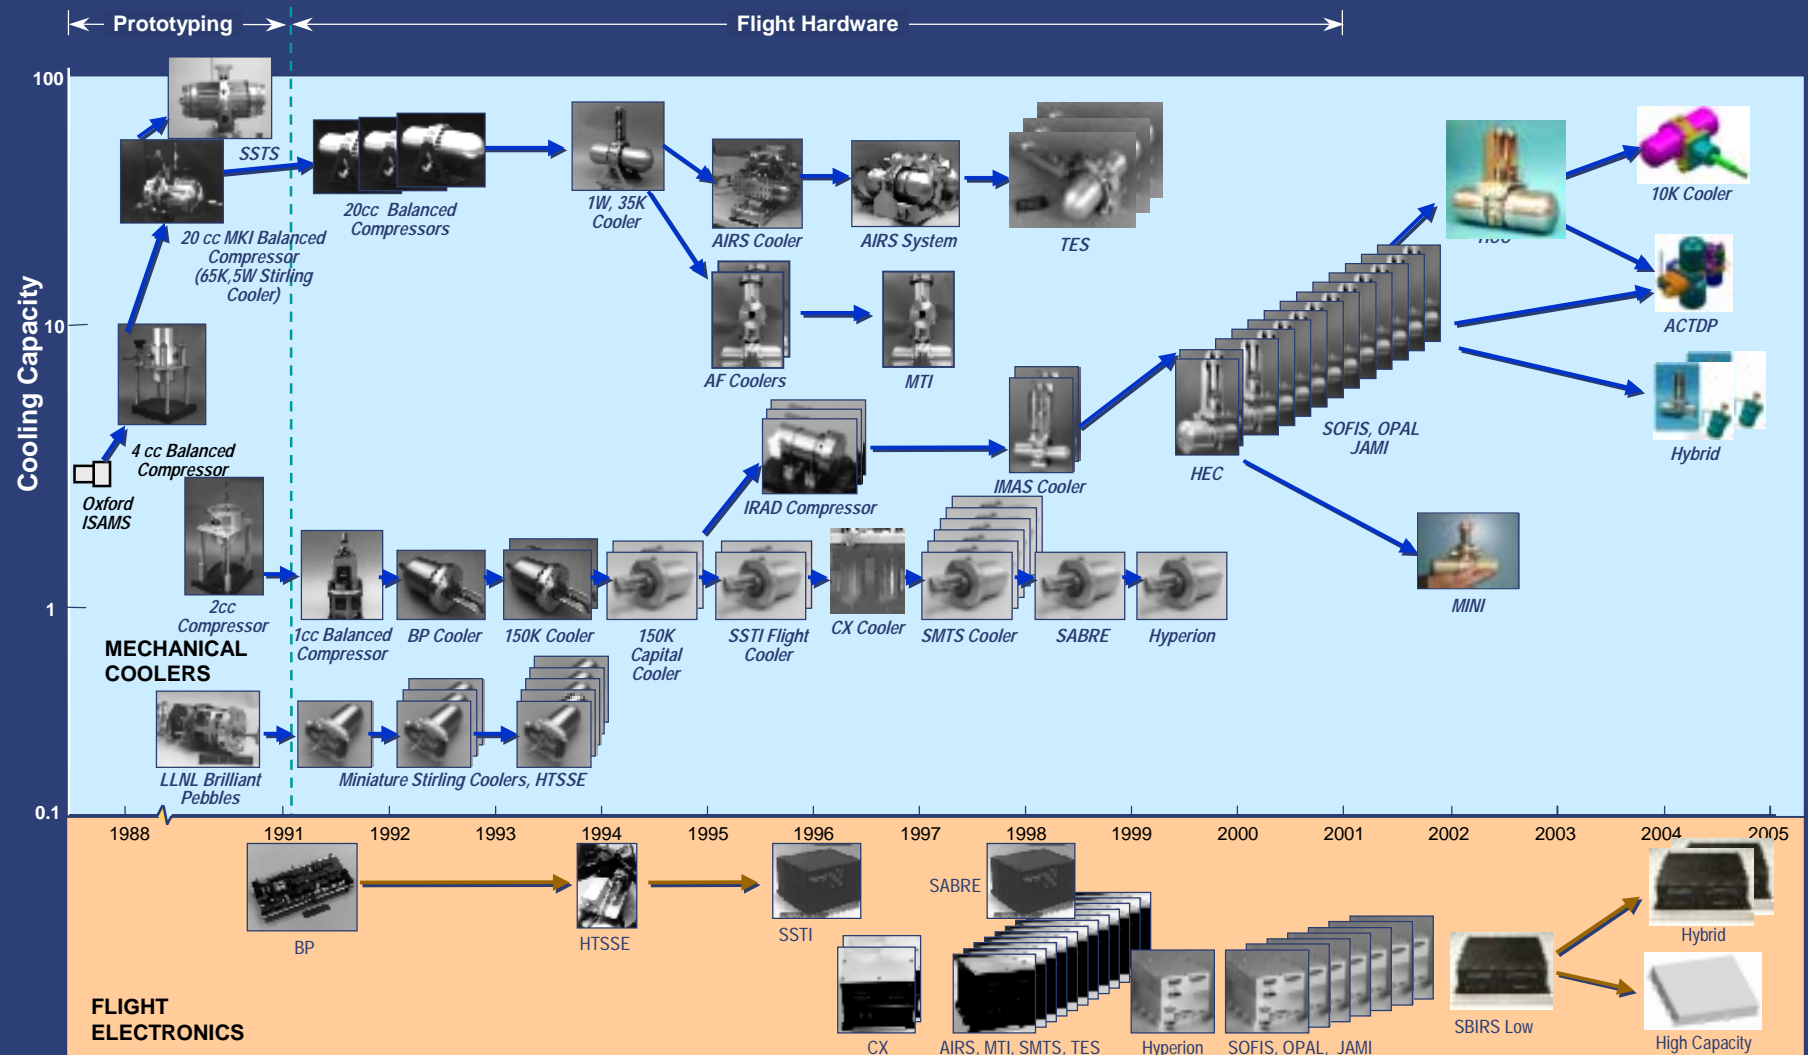 Prototyping
Flight Hardware
Cooling Capacity
100
10
1
0.1
SSTS
20 cc MKI Balanced
Compressor
(65K,5W Stirling
Cooler)
20cc Balanced
Compressors
1W, 35K
Cooler
AIRS Cooler
AIRS System
TES
10K Cooler
AF Coolers
MTI
ACTDP
4 cc Balanced
Compressor
Oxford
ISAMS
IRAD Compressor
IMAS Cooler
HEC
SOFIS, OPAL
JAMI
Hybrid
2cc
Compressor
1cc Balanced
Compressor
BP Cooler
150K Cooler
150K
Capital
Cooler
SSTI Flight
Cooler
CX Cooler
SMTS Cooler
SABRE
Hyperion
MINI
MECHANICAL
COOLERS
LLNL Brilliant
Pebbles
Miniature Stirling Coolers, HTSSE
1988
1991
1992
1993
1994
1995
1996
1997
1998
1999
2000
2001
2002
2003
2004
2005
BP
HTSSE
SSTI
SABRE
CX
AIRS, MTI, SMTS, TES
Hyperion
SOFIS, OPAL, JAMI
SBIRS Low
Hybrid
High Capacity
FLIGHT
ELECTRONICS